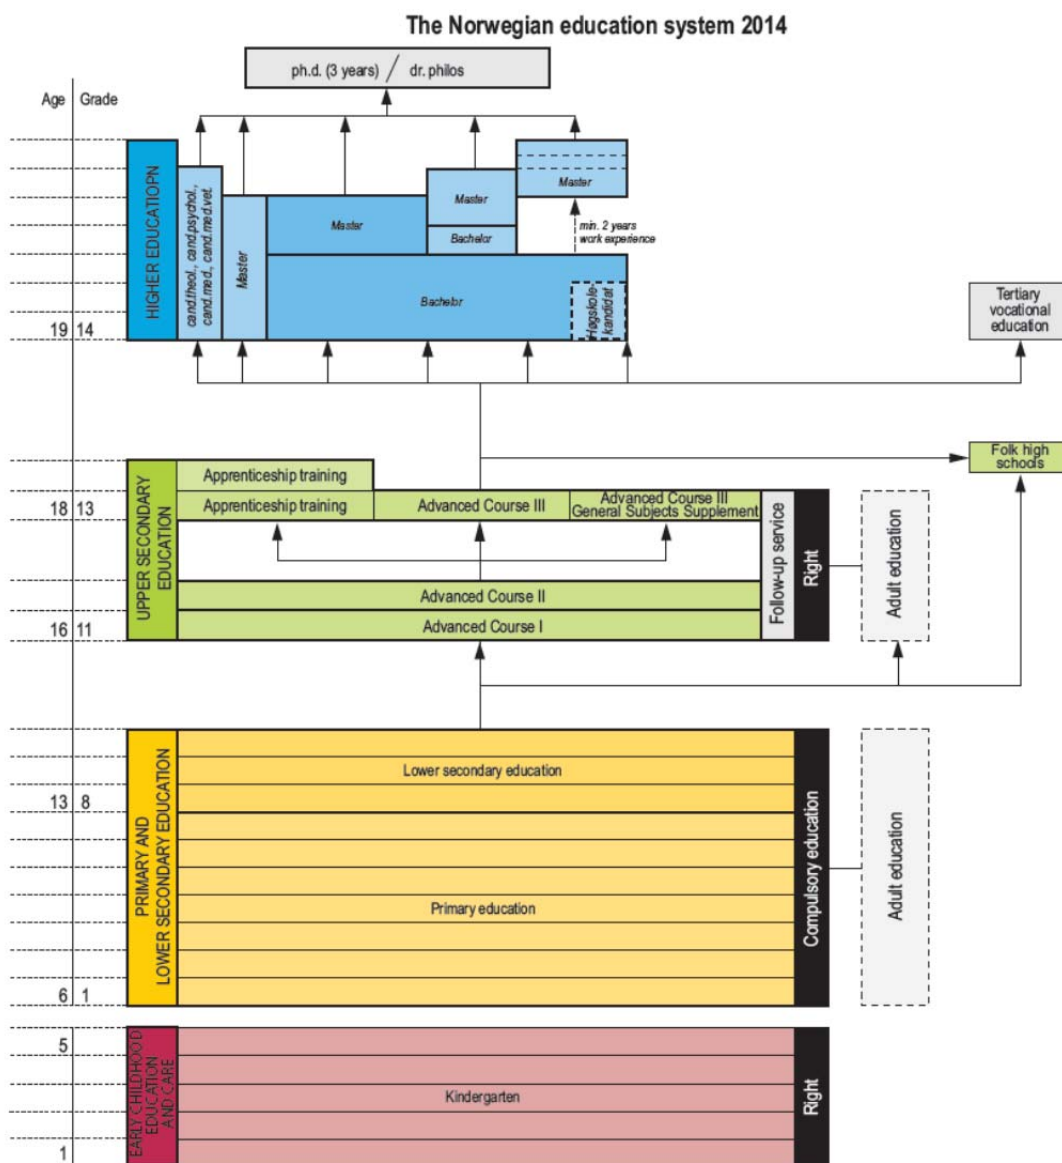 The Norwegian education system 2014
ph.d. (3 years) / dr. philos
Age Grade
HIGHER EDUCATIOPN
cand.theol., cand.psychol.,
cand.med., cand.med.vet.
Master
Master
Master
Bachelor
Master
min. 2 years
work experience
Bachelor
Høgskole-
kandidat
19 14
Tertiary
vocational
education
Folk high
schools
UPPER SECONDARY
EDUCATION
Apprenticeship training
18 13
Apprenticeship training
Advanced Course III
Advanced Course III
General Subjects Supplement
Follow-up service
Right
Adult education
Advanced Course II
16 11
Advanced Course I
PRIMARY AND
LOWER SECONDARY EDUCATION
Lower secondary education
13 8
Compulsory education
Adult education
Primary education
6 1
5
EARLY CHILDHOOD
EDUCATION
AND CARE
Kindergarten
Right
1